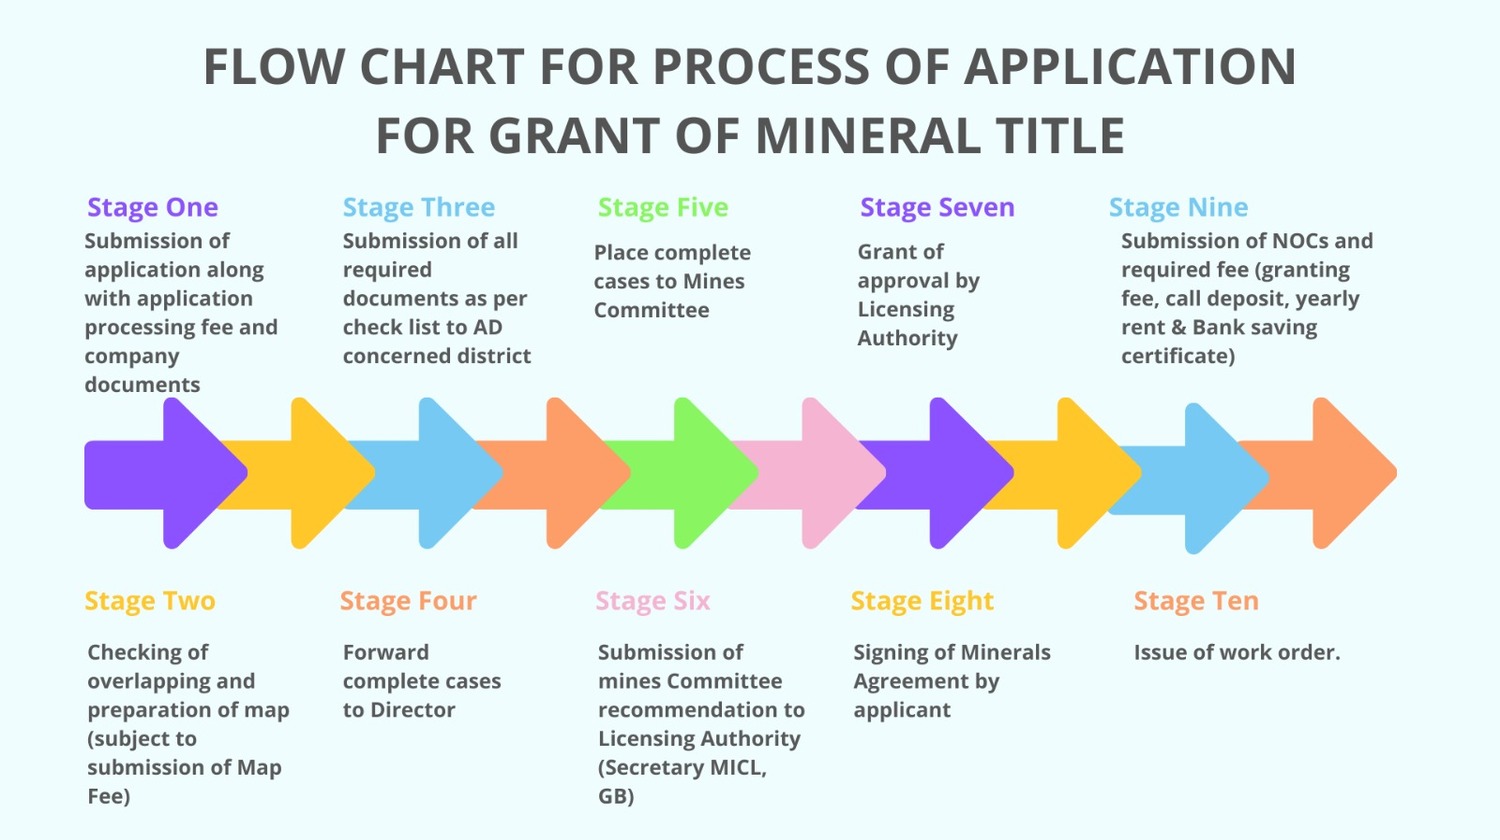 FLOW CHART FOR PROCESS OF APPLICATION
FOR GRANT OF MINERAL TITLE
Stage One
Submission of
application along
with application
processing fee and
company
documents
Stage Three
Submission of all
required
documents as per
check list to AD
concerned district
Stage Five
Place complete
cases to Mines
Committee
Stage Seven
Grant of
approval by
Licensing
Authority
Stage Nine
Submission of NOCs and
required fee (granting
fee, call deposit, yearly
rent & Bank saving
certificate)
Stage Two
Checking of
overlapping and
preparation of map
(subject to
submission of Map
Fee)
Stage Four
Forward
complete cases
to Director
Stage Six
Submission of
mines Committee
recommendation to
Licensing Authority
(Secretary MICL,
GB)
Stage Eight
Signing of Minerals
Agreement by
applicant
Stage Ten
Issue of work order.